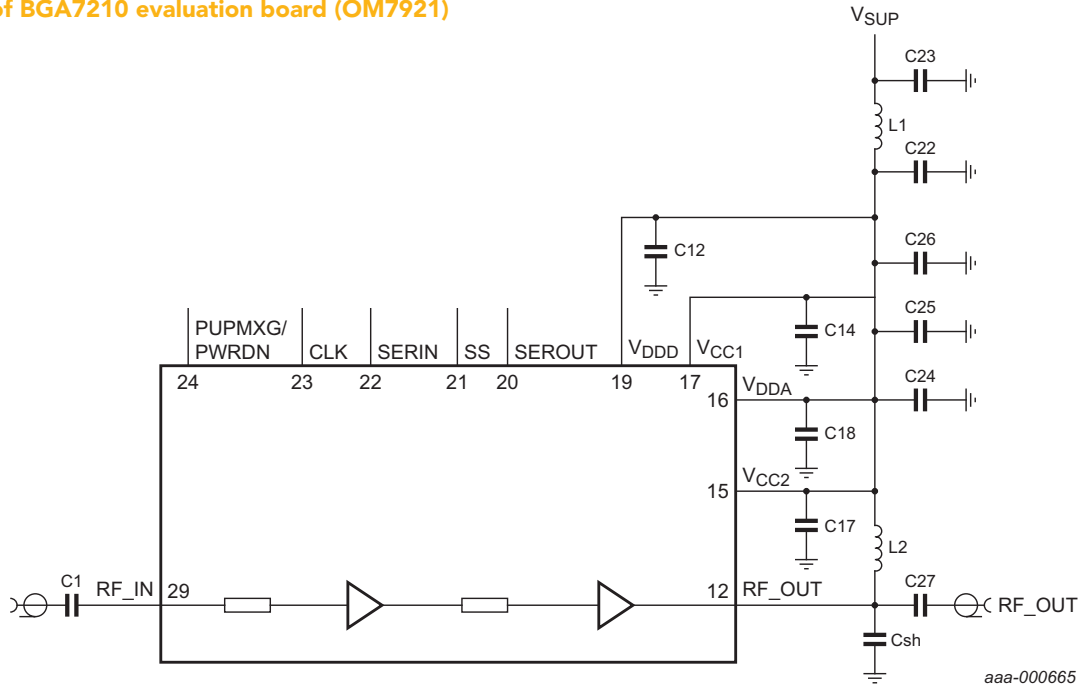 of BGA7210 evaluation board (OM7921)
VSUP
C23
L1
C22
C12
C26
C25
C14
PUPMXG/
PWRDN
CLK
SERIN
SS
SEROUT
VDDD
VCC1
24
23
22
21
20
19
17
16
VDDA
C24
C18
15
VCC2
C17
L2
C1
RF_IN
29
12
RF_OUT
C27
RF_OUT
Csh
aaa-000665